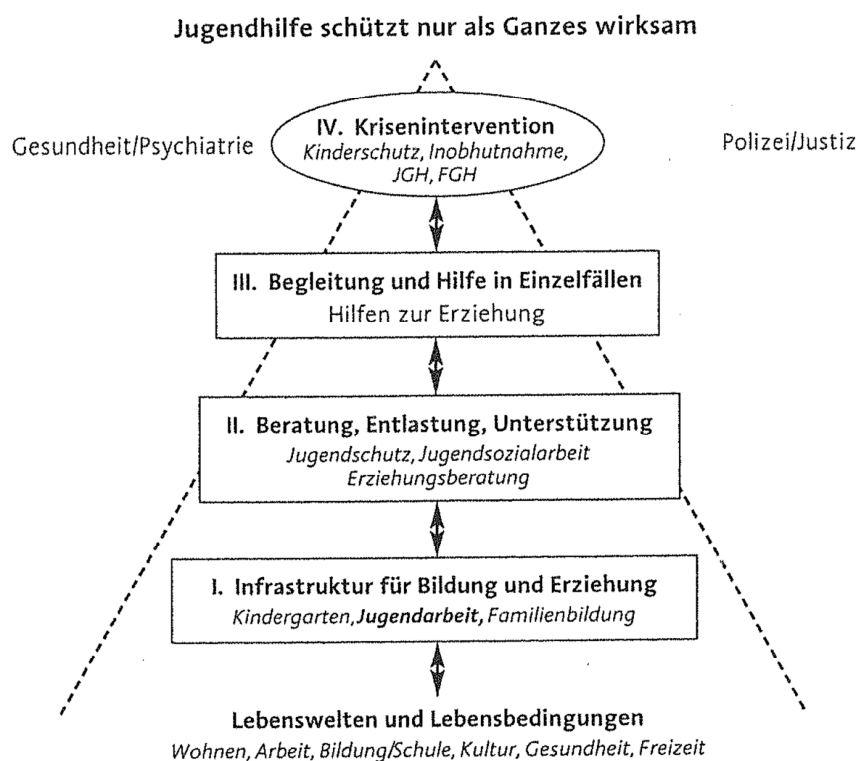 Jugendhilfe schützt nur als Ganzes wirksam
IV. Krisenintervention
Kinderschutz, Inobhutnahme,
JGH, FGH
Gesundheit/Psychiatrie
Polizei/Justiz
III. Begleitung und Hilfe in Einzelfällen
Hilfen zur Erziehung
II. Beratung, Entlastung, Unterstützung
Jugendschutz, Jugendsozialarbeit
Erziehungsberatung
I. Infrastruktur für Bildung und Erziehung
Kindergarten, Jugendarbeit, Familienbildung
Lebenswelten und Lebensbedingungen
Wohnen, Arbeit, Bildung/Schule, Kultur, Gesundheit, Freizeit